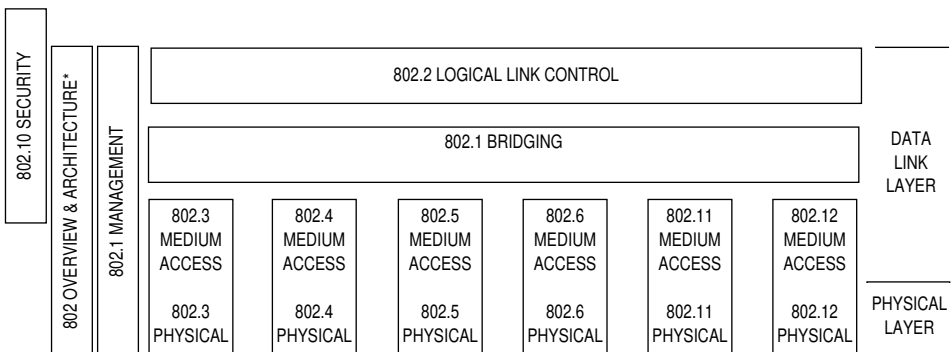 802.10 SECURITY
802 OVERVIEW & ARCHITECTURE*
802.1 MANAGEMENT
802.2 LOGICAL LINK CONTROL
802.1 BRIDGING
DATA
LINK
LAYER
802.3
MEDIUM
ACCESS
802.3
PHYSICAL
802.4
MEDIUM
ACCESS
802.4
PHYSICAL
802.5
MEDIUM
ACCESS
802.5
PHYSICAL
802.6
MEDIUM
ACCESS
802.6
PHYSICAL
802.11
MEDIUM
ACCESS
802.11
PHYSICAL
802.12
MEDIUM
ACCESS
802.12
PHYSICAL
PHYSICAL
LAYER